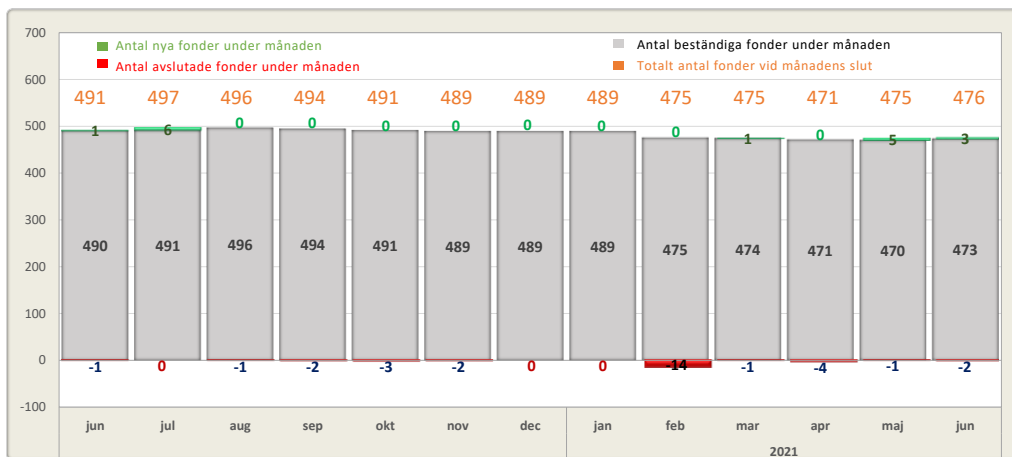 700
Antal nya fonder under månaden
Antal beständiga fonder under månaden
Antal avslutade fonder under månaden
Totalt antal fonder vid månadens slut
600
491 497 496 494 491 489 489 489 475 475 471 475 476
500
1 6 0 0 0 0 0 0 0 1 0 5 3
400
300
490 491 496 494 491 489 489 489 475 474 471 470 473
200
100
0
-1 0 -1 -2 -3 -2 0 0 -14 -1 -4 -1 -2
-100
jun jul aug sep okt nov dec jan feb mar apr maj jun
2021